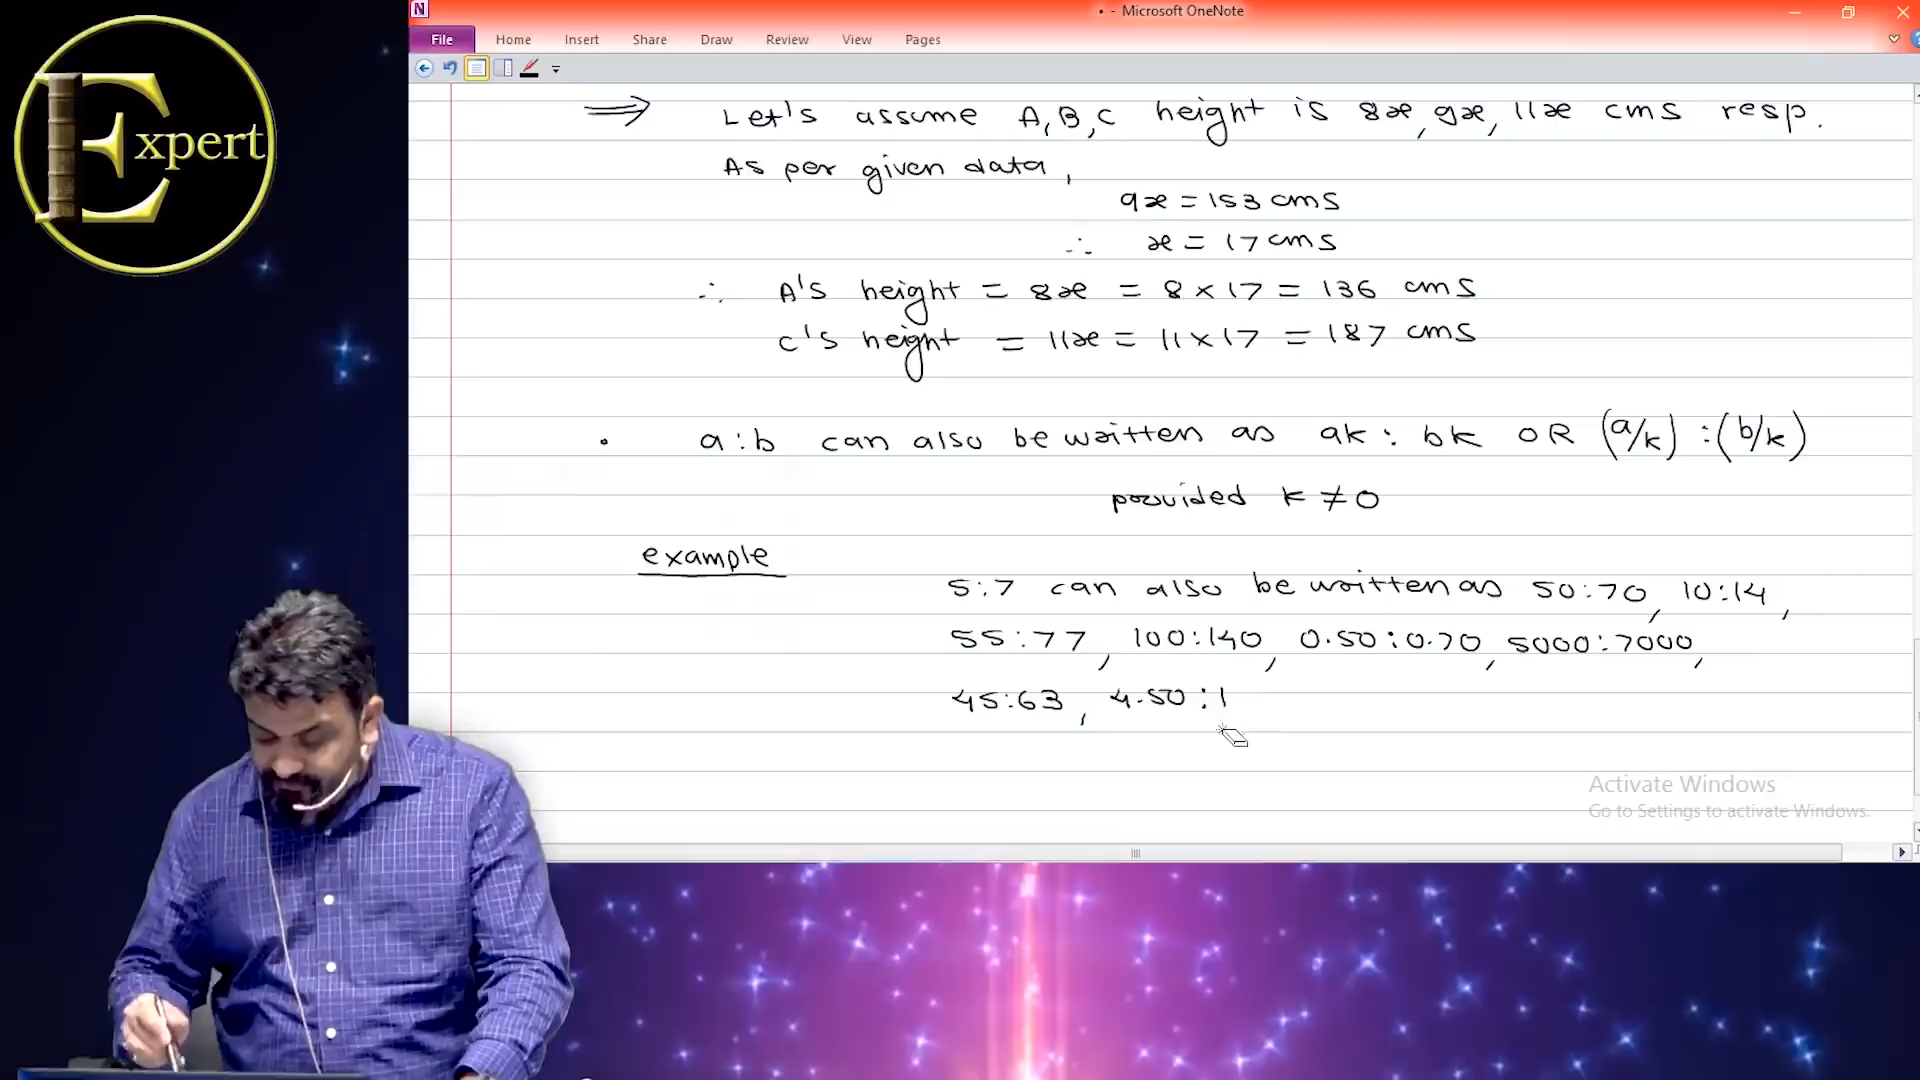 Expert
- Microsoft OneNote
File Home Insert Share Draw Review View Pages
⇒ Let's assume A, B, C height is 8x, 9x, 11x cms resp.
As per given data,
9x = 153 cms
∴ x = 17 cms
∴ A's height = 8x = 8 × 17 = 136 cms
C's height = 11x = 11 × 17 = 187 cms
• a : b can also be written as ak : bk OR (a/k) : (b/k)
provided k ≠ 0
example
5:7 can also be written as 50:70, 10:14,
55:77, 100:140, 0.50:0.70, 5000:7000,
45:63, 4.50:1
Activate Windows
Go to Settings to activate Windows.